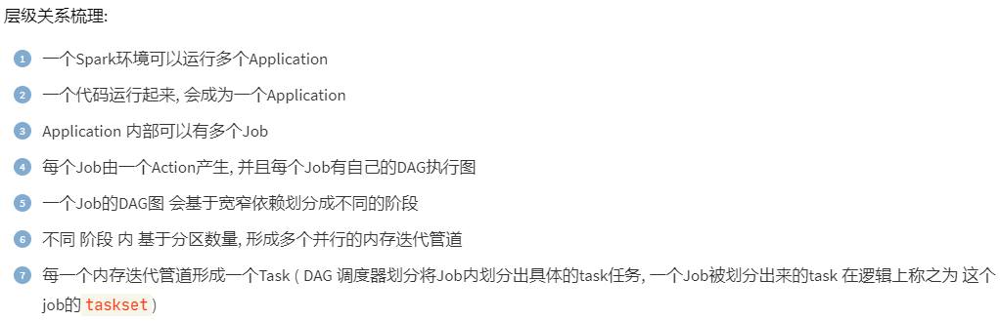 层级关系梳理:
1 一个Spark环境可以运行多个Application
2 一个代码运行起来, 会成为一个Application
3 Application 内部可以有多个Job
4 每个Job由一个Action产生, 并且每个Job有自己的DAG执行图
5 一个Job的DAG图 会基于宽窄依赖划分成不同的阶段
6 不同 阶段 内 基于分区数量, 形成多个并行的内存迭代管道
7 每一个内存迭代管道形成一个Task ( DAG 调度器划分将Job内划分出具体的task任务, 一个Job被划分出来的task 在逻辑上称之为 这个
job的 taskset )